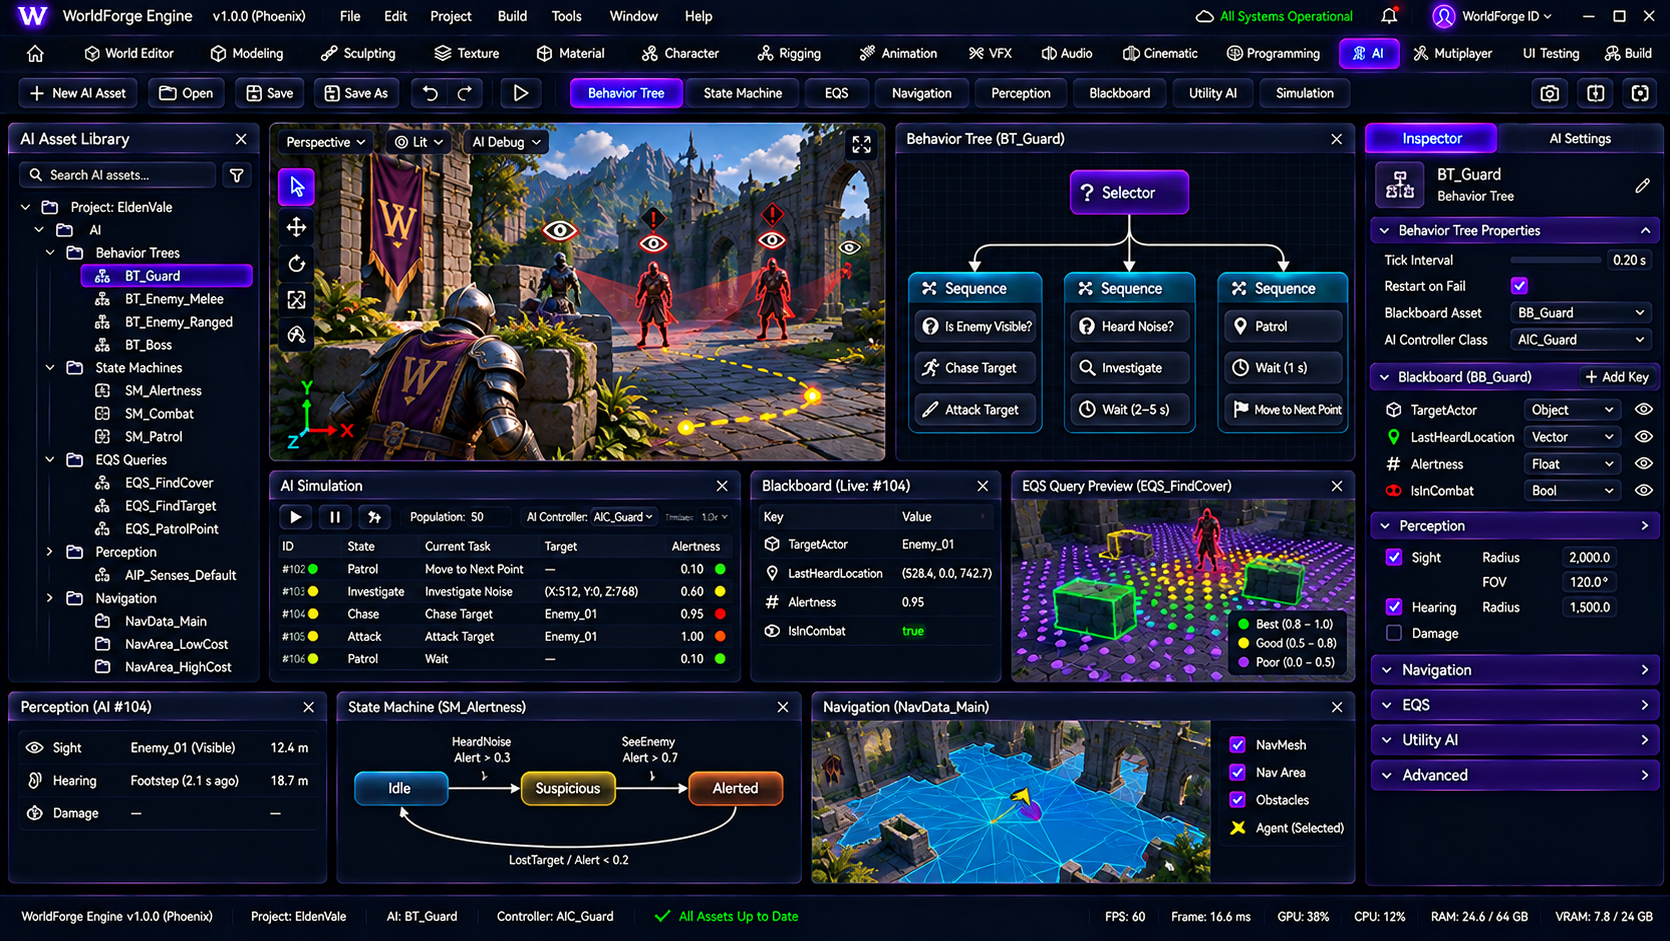 W WorldForge Engine v1.0.0 (Phoenix) File Edit Project Build Tools Window Help All Systems Operational WorldForge ID
World Editor Modeling Sculpting Texture Material Character Rigging Animation VFX Audio Cinematic Programming AI Mutiplayer UI Testing Build
New AI Asset Open Save Save As Behavior Tree State Machine EQS Navigation Perception Blackboard Utility AI Simulation
AI Asset Library
Search AI assets...
Project: EldenVale
AI
Behavior Trees
BT_Guard
BT_Enemy_Melee
BT_Enemy_Ranged
BT_Boss
State Machines
SM_Alertness
SM_Combat
SM_Patrol
EQS Queries
EQS_FindCover
EQS_FindTarget
EQS_PatrolPoint
Perception
AIP_Senses_Default
Navigation
NavData_Main
NavArea_LowCost
NavArea_HighCost
Perspective Lit AI Debug
W
W
Y
X
Z
Behavior Tree (BT_Guard)
? Selector
Sequence
? Is Enemy Visible?
Chase Target
Attack Target
Sequence
? Heard Noise?
Investigate
Wait (2–5 s)
Sequence
Patrol
Wait (1 s)
Move to Next Point
Inspector AI Settings
BT_Guard
Behavior Tree
Behavior Tree Properties
Tick Interval 0.20 s
Restart on Fail
Blackboard Asset BB_Guard
AI Controller Class AIC_Guard
Blackboard (BB_Guard) + Add Key
TargetActor Object
LastHeardLocation Vector
# Alertness Float
IsInCombat Bool
Perception
Sight Radius 2,000.0
FOV 120.0°
Hearing Radius 1,500.0
Damage
Navigation
EQS
Utility AI
Advanced
AI Simulation
Population: 50 AI Controller: AIC_Guard
ID State Current Task Target Alertness
#102 Patrol Move to Next Point — 0.10
#103 Investigate Investigate Noise (X:512, Y:0, Z:768) 0.60
#104 Chase Chase Target Enemy_01 0.95
#105 Attack Attack Target Enemy_01 1.00
#106 Patrol Wait — 0.10
Blackboard (Live: #104)
Key Value
TargetActor Enemy_01
LastHeardLocation (528.4, 0.0, 742.7)
# Alertness 0.95
IsInCombat true
EQS Query Preview (EQS_FindCover)
Best (0.8 – 1.0)
Good (0.5 – 0.8)
Poor (0.0 – 0.5)
Perception (AI #104)
Sight Enemy_01 (Visible) 12.4 m
Hearing Footstep (2.1 s ago) 18.7 m
Damage — —
State Machine (SM_Alertness)
HeardNoise
Alert > 0.3
SeeEnemy
Alert > 0.7
Idle Suspicious Alerted
LostTarget / Alert < 0.2
Navigation (NavData_Main)
NavMesh
Nav Area
Obstacles
Agent (Selected)
WorldForge Engine v1.0.0 (Phoenix) Project: EldenVale AI: BT_Guard Controller: AIC_Guard All Assets Up to Date FPS: 60 Frame: 16.6 ms GPU: 38% CPU: 12% RAM: 24.6 / 64 GB VRAM: 7.8 / 24 GB